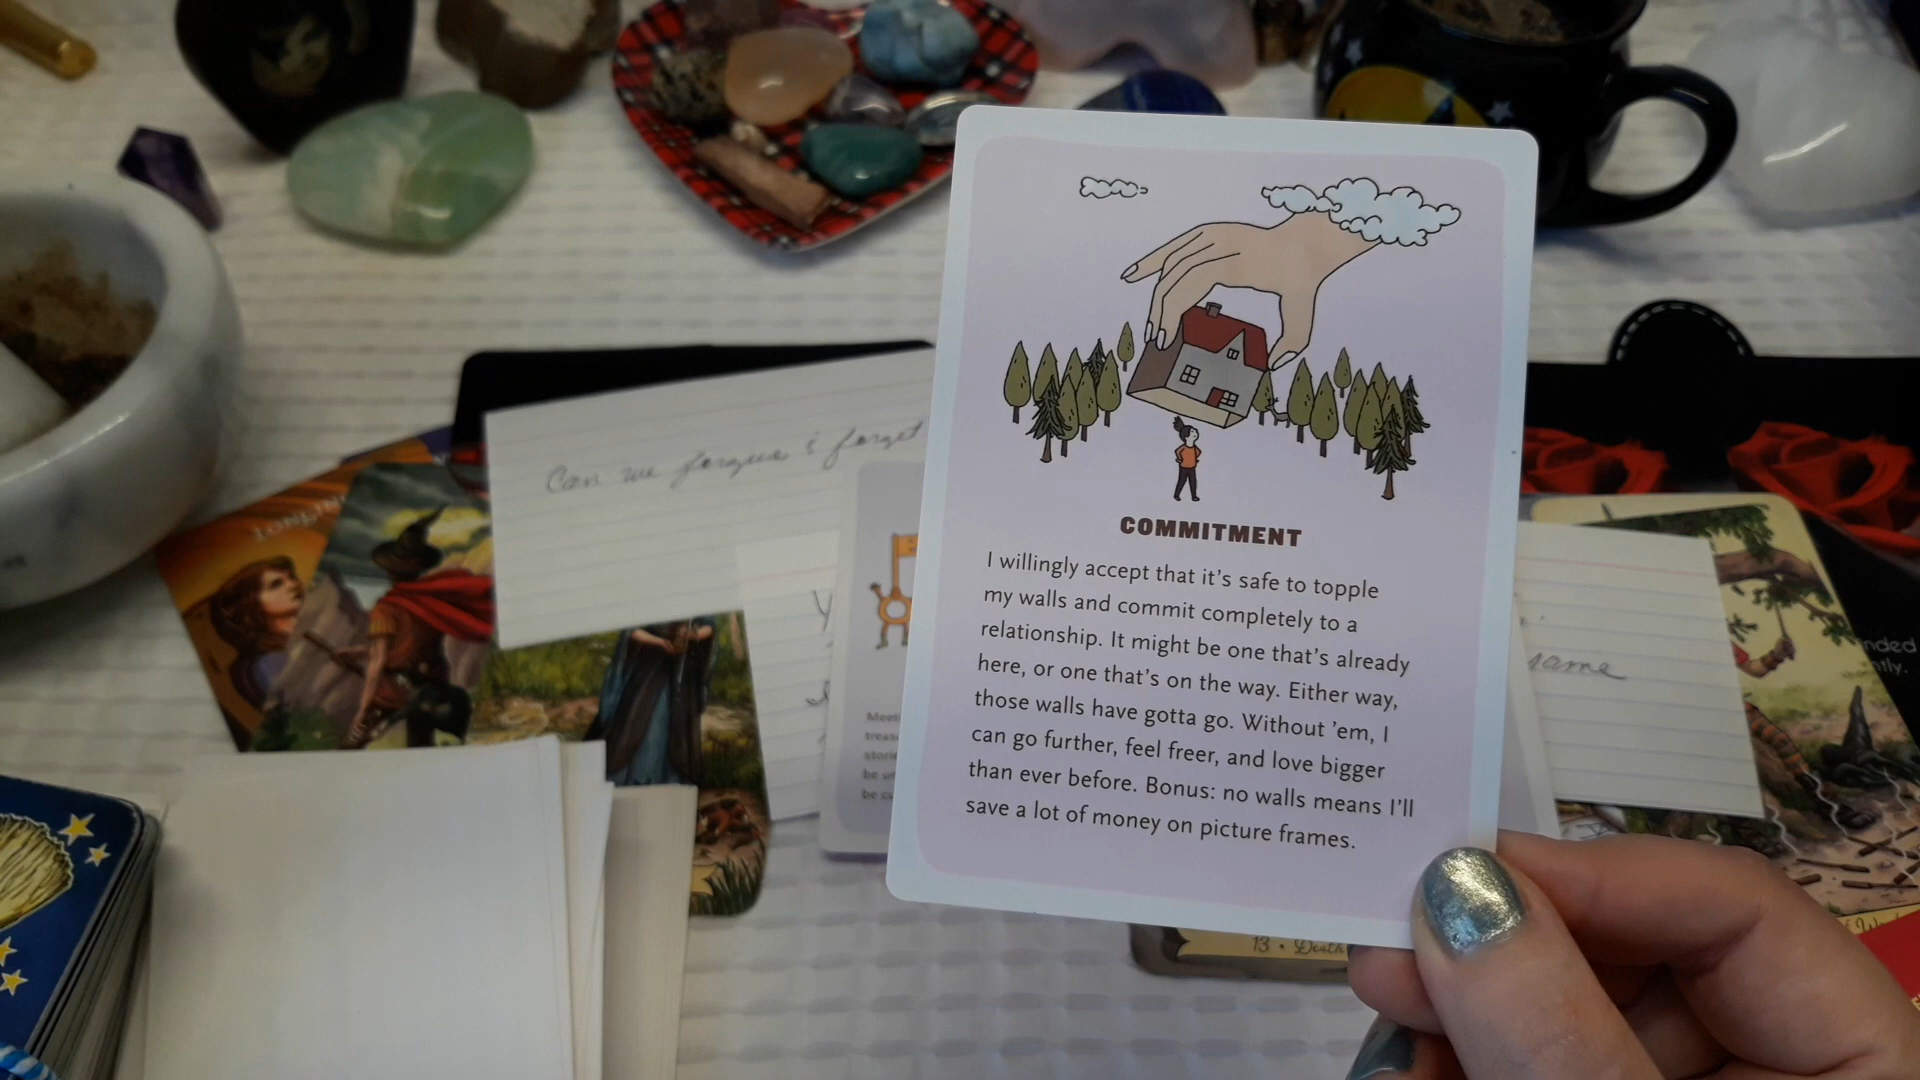 COMMITMENT
I willingly accept that it's safe to topple
my walls and commit completely to a
relationship. It might be one that's already
here, or one that's on the way. Either way,
those walls have gotta go. Without 'em, I
can go further, feel freer, and love bigger
than ever before. Bonus: no walls means I'll
save a lot of money on picture frames.
Can we forgive & forget
same
13 • Death